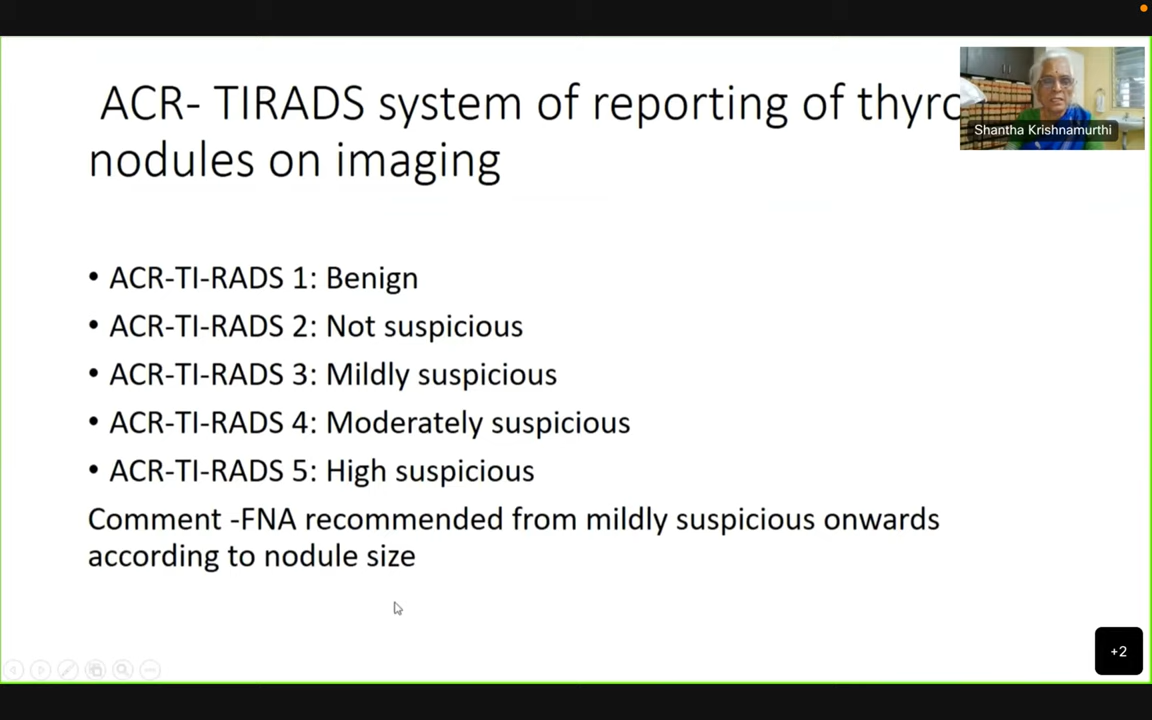 ACR- TIRADS system of reporting of
nodules on imaging
Shantha Krishnamurthi
• ACR-TI-RADS 1: Benign
• ACR-TI-RADS 2: Not suspicious
• ACR-TI-RADS 3: Mildly suspicious
• ACR-TI-RADS 4: Moderately suspicious
• ACR-TI-RADS 5: High suspicious
Comment -FNA recommended from mildly suspicious onwards
according to nodule size
+2